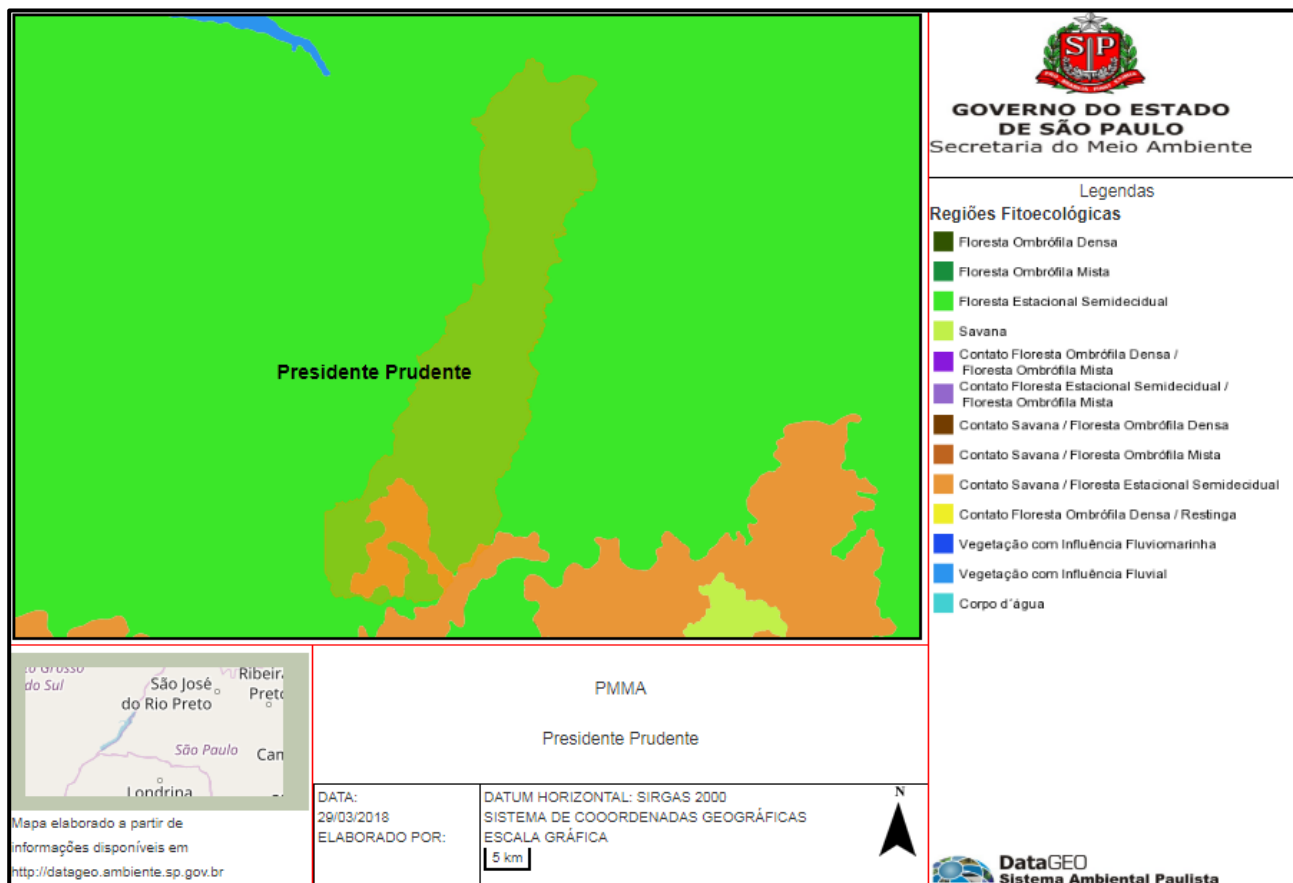 Presidente Prudente
SP
GOVERNO DO ESTADO
DE SÃO PAULO
Secretaria do Meio Ambiente
Legendas
Regiões Fitoecológicas
Floresta Ombrófila Densa
Floresta Ombrófila Mista
Floresta Estacional Semidecidual
Savana
Contato Floresta Ombrófila Densa /
Floresta Ombrófila Mista
Contato Floresta Estacional Semidecidual /
Floresta Ombrófila Mista
Contato Savana / Floresta Ombrófila Densa
Contato Savana / Floresta Ombrófila Mista
Contato Savana / Floresta Estacional Semidecidual
Contato Floresta Ombrófila Densa / Restinga
Vegetação com Influência Fluviomarinha
Vegetação com Influência Fluvial
Corpo d´água
do Sul
São José
do Rio Preto
Ribeir
Preto
São Paulo
Cam
Londrina
Mapa elaborado a partir de
informações disponíveis em
http://datageo.ambiente.sp.gov.br
PMMA
Presidente Prudente
DATA:
29/03/2018
ELABORADO POR:
DATUM HORIZONTAL: SIRGAS 2000
SISTEMA DE COOORDENADAS GEOGRÁFICAS
ESCALA GRÁFICA
5 km
N
DataGEO
Sistema Ambiental Paulista